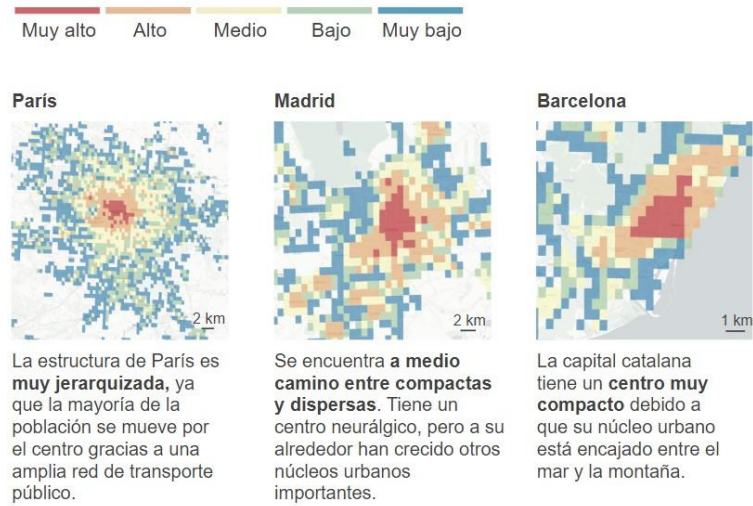 Muy alto Alto Medio Bajo Muy bajo
París
2 km
La estructura de París es
muy jerarquizada, ya
que la mayoría de la
población se mueve por
el centro gracias a una
amplia red de transporte
público.
Madrid
2 km
Se encuentra a medio
camino entre compactas
y dispersas. Tiene un
centro neurálgico, pero a su
alrededor han crecido otros
núcleos urbanos
importantes.
Barcelona
1 km
La capital catalana
tiene un centro muy
compacto debido a
que su núcleo urbano
está encajado entre el
mar y la montaña.